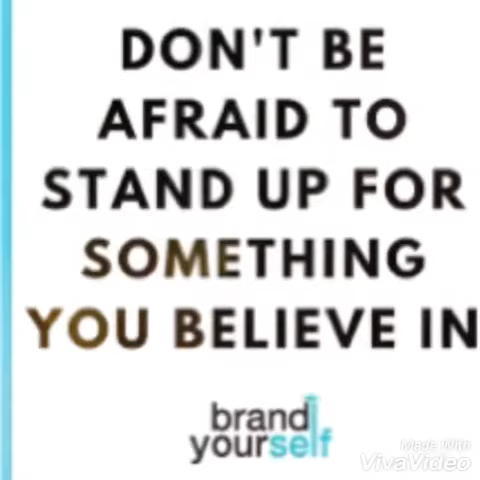 DON'T BE
AFRAID TO
STAND UP FOR
SOMETHING
YOU BELIEVE IN
brand
yourself
Made With
VivaVideo